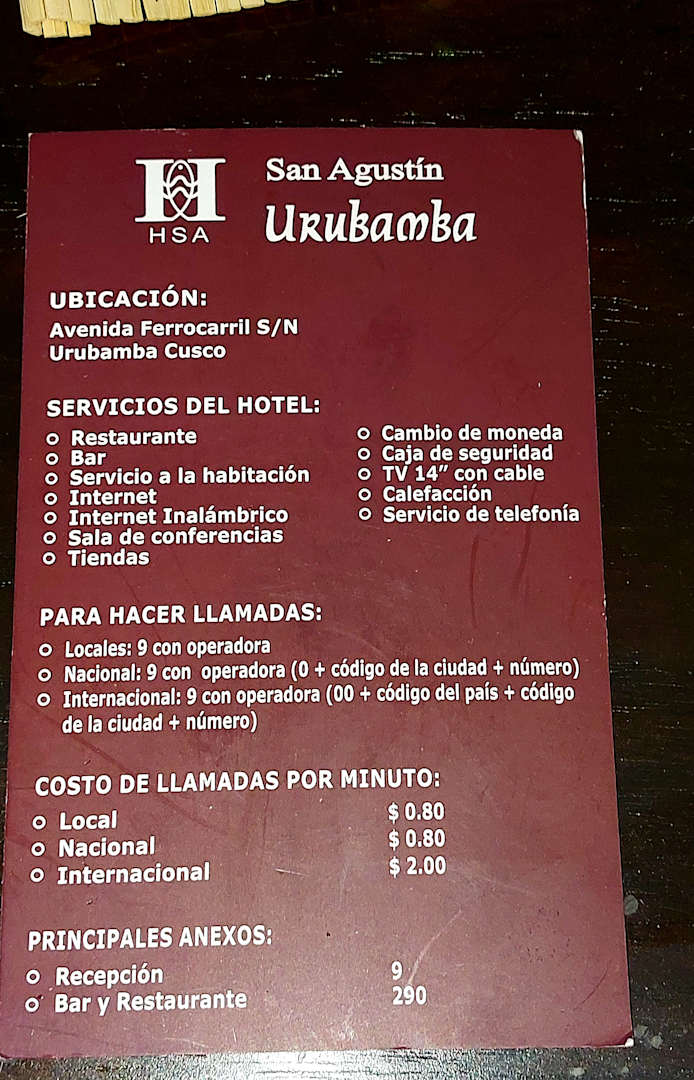 HSA
San Agustín
Urubamba
UBICACIÓN:
Avenida Ferrocarril S/N
Urubamba Cusco
SERVICIOS DEL HOTEL:
Restaurante
Bar
Servicio a la habitación
Internet
Internet Inalámbrico
Sala de conferencias
Tiendas
Cambio de moneda
Caja de seguridad
TV 14” con cable
Calefacción
Servicio de telefonía
PARA HACER LLAMADAS:
Locales: 9 con operadora
Nacional: 9 con operadora (0 + código de la ciudad + número)
Internacional: 9 con operadora (00 + código del país + código
de la ciudad + número)
COSTO DE LLAMADAS POR MINUTO:
Local $ 0.80
Nacional $ 0.80
Internacional $ 2.00
PRINCIPALES ANEXOS:
Recepción 9
Bar y Restaurante 290